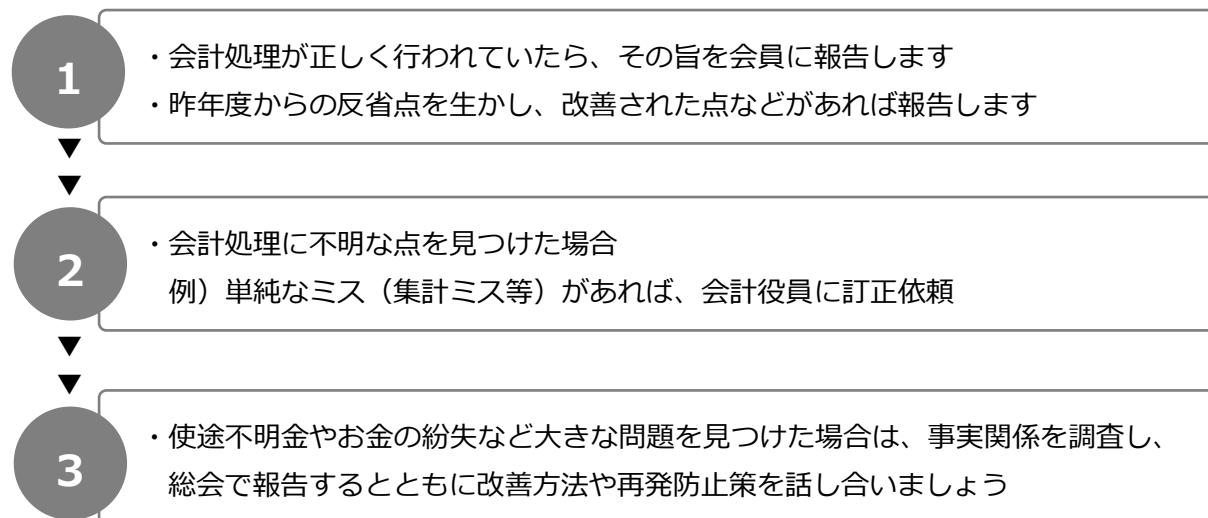 1
・会計処理が正しく行われていたら、その旨を会員に報告します
・昨年度からの反省点を生かし、改善された点などがあれば報告します
2
・会計処理に不明な点を見つけた場合
例）単純なミス（集計ミス等）があれば、会計役員に訂正依頼
3
・使途不明金やお金の紛失など大きな問題を見つけた場合は、事実関係を調査し、
総会で報告するとともに改善方法や再発防止策を話し合いましょう